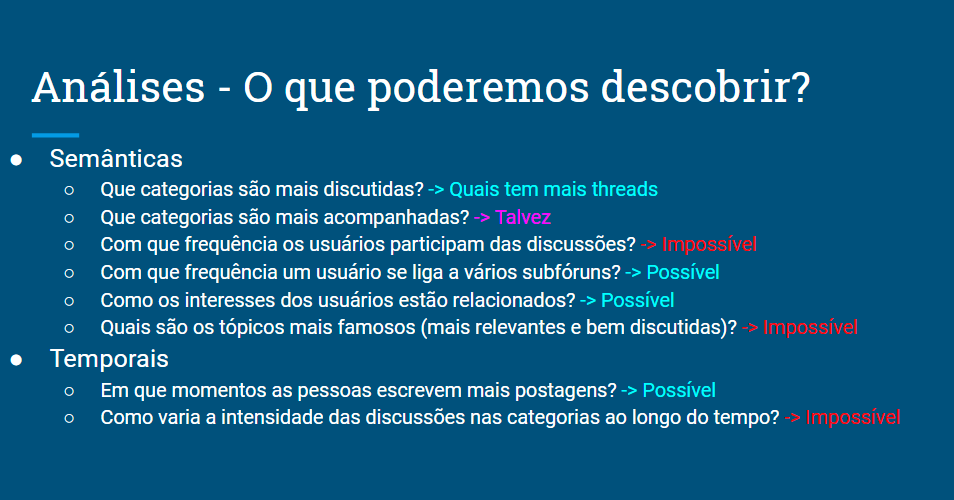 Análises - O que poderemos descobrir?
● Semânticas
○ Que categorias são mais discutidas? -> Quais tem mais threads
○ Que categorias são mais acompanhadas? -> Talvez
○ Com que frequência os usuários participam das discussões? -> Impossível
○ Com que frequência um usuário se liga a vários subfóruns? -> Possível
○ Como os interesses dos usuários estão relacionados? -> Possível
○ Quais são os tópicos mais famosos (mais relevantes e bem discutidas)? -> Impossível
● Temporais
○ Em que momentos as pessoas escrevem mais postagens? -> Possível
○ Como varia a intensidade das discussões nas categorias ao longo do tempo? -> Impossível